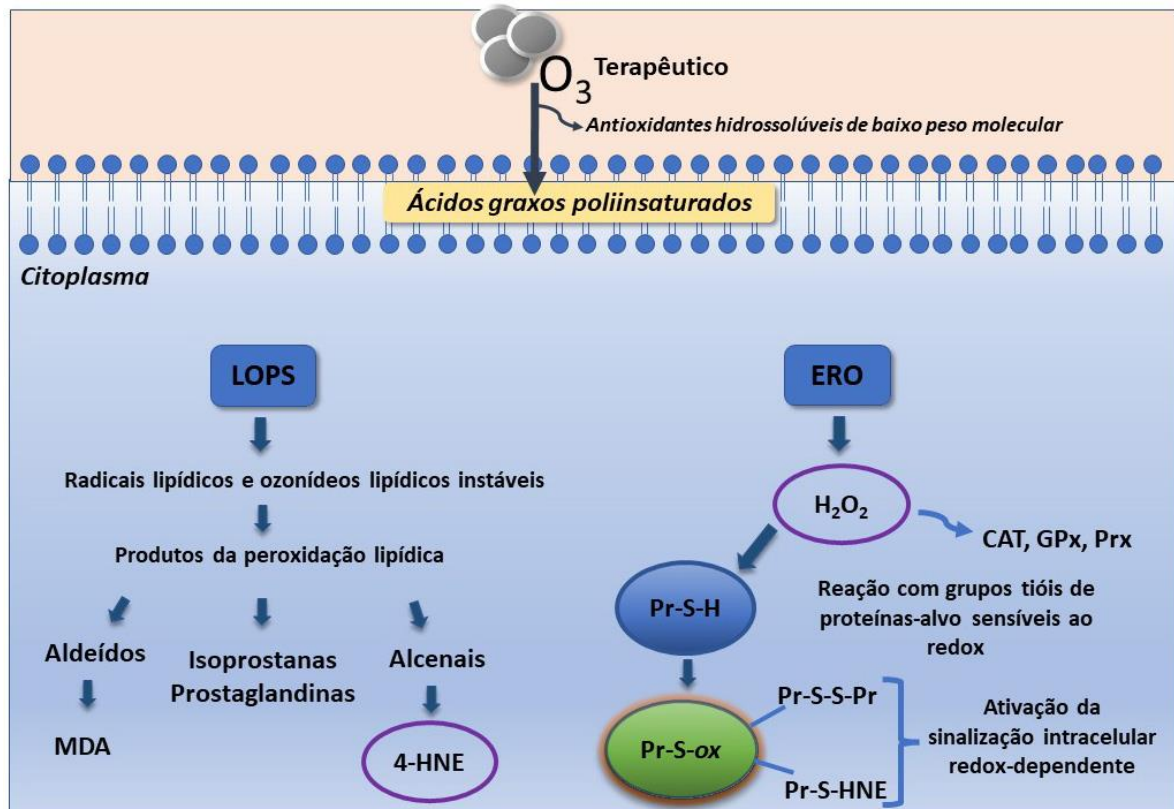 O3 Terapêutico
Antioxidantes hidrossolúveis de baixo peso molecular
Ácidos graxos poliinsaturados
Citoplasma
LOPS
Radicais lipídicos e ozonídeos lipídicos instáveis
Produtos da peroxidação lipídica
Aldeídos
Isoprostanas
Prostaglandinas
Alcenais
MDA
4-HNE
ERO
H2O2
CAT, GPx, Prx
Pr-S-H
Reação com grupos tióis de
proteínas-alvo sensíveis ao
redox
Pr-S-ox
Pr-S-S-Pr
Pr-S-HNE
Ativação da
sinalização intracelular
redox-dependente